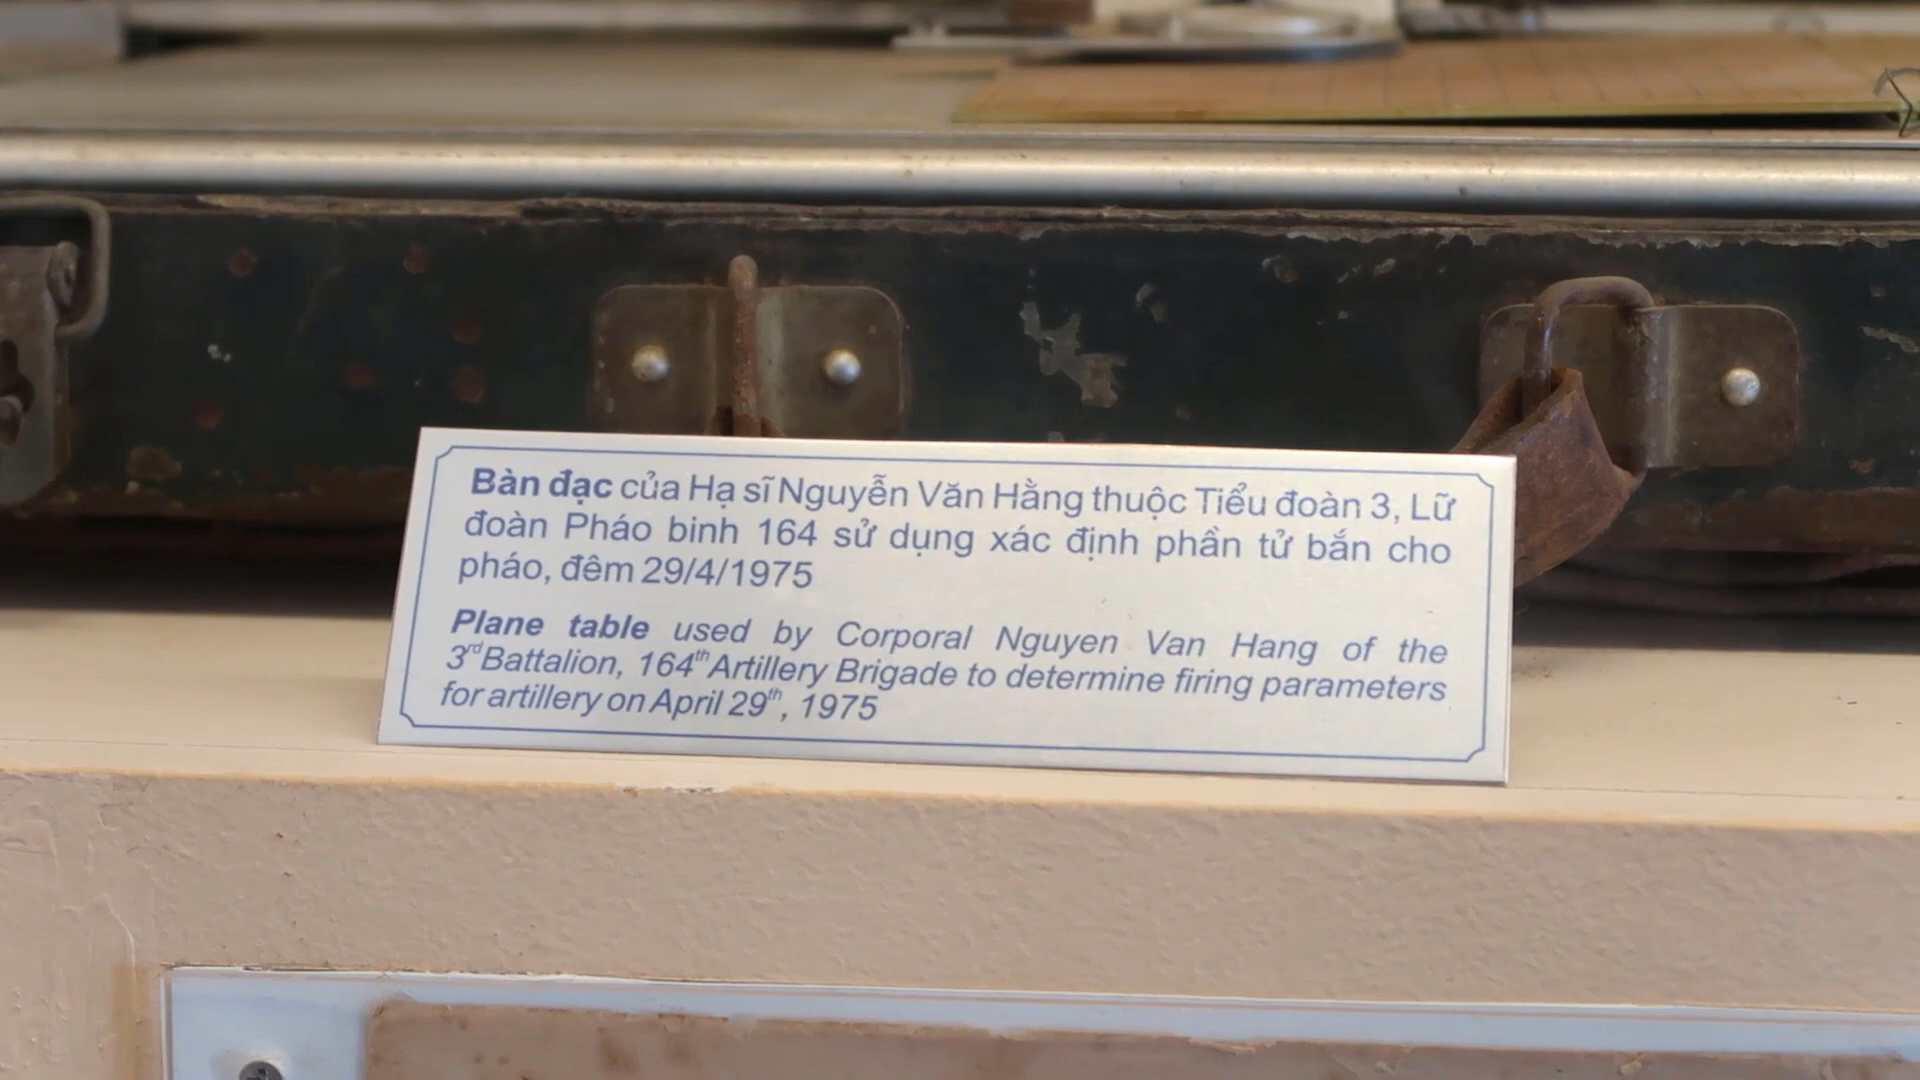 Bàn đạc của Hạ sĩ Nguyễn Văn Hằng thuộc Tiểu đoàn 3, Lữ
đoàn Pháo binh 164 sử dụng xác định phần tử bắn cho
pháo, đêm 29/4/1975
Plane table used by Corporal Nguyen Van Hang of the
3rd Battalion, 164th Artillery Brigade to determine firing parameters
for artillery on April 29th, 1975